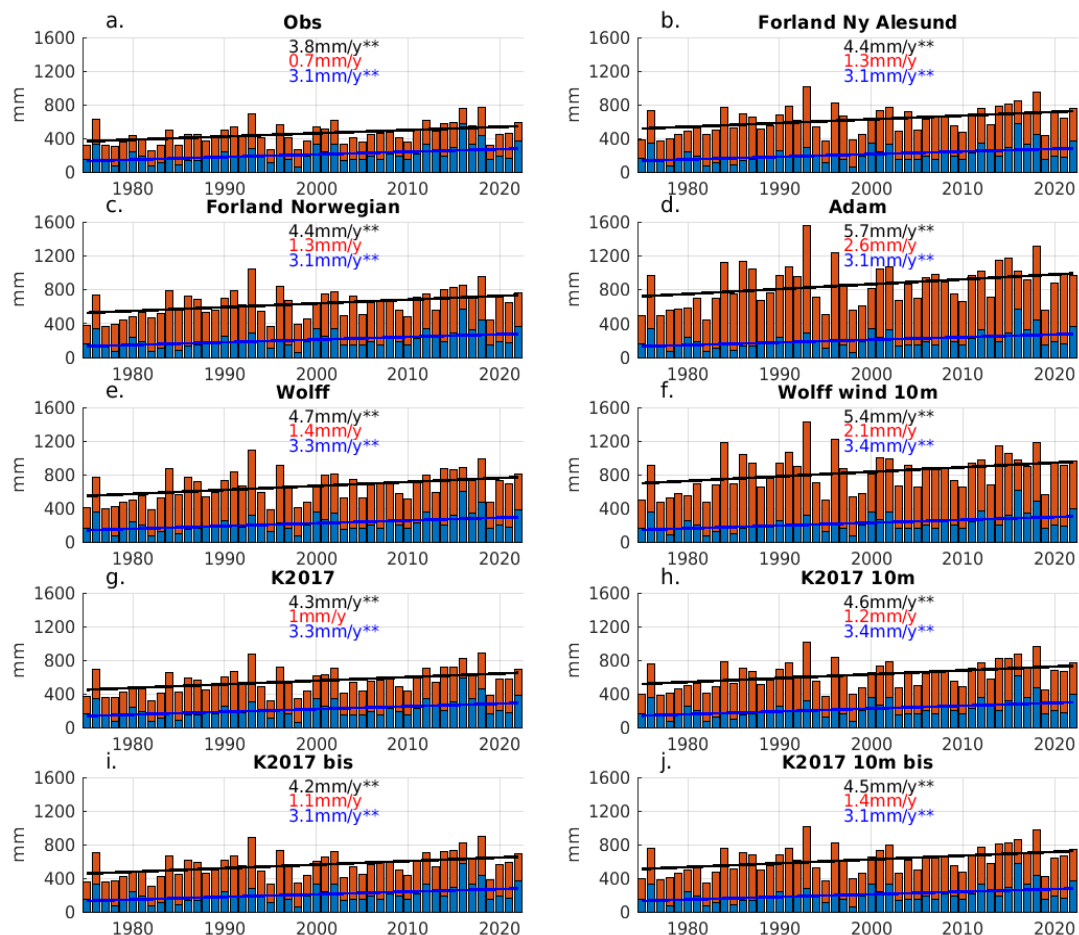 a. Obs
3.8mm/y**
0.7mm/y
3.1mm/y**
1600
1200
800
400
0
mm
1980 1990 2000 2010 2020
b. Forland Ny Alesund
4.4mm/y**
1.3mm/y
3.1mm/y**
1600
1200
800
400
0
mm
1980 1990 2000 2010 2020
c. Forland Norwegian
4.4mm/y**
1.3mm/y
3.1mm/y**
1600
1200
800
400
0
mm
1980 1990 2000 2010 2020
d. Adam
5.7mm/y**
2.6mm/y
3.1mm/y**
1600
1200
800
400
0
mm
1980 1990 2000 2010 2020
e. Wolff
4.7mm/y**
1.4mm/y
3.3mm/y**
1600
1200
800
400
0
mm
1980 1990 2000 2010 2020
f. Wolff wind 10m
5.4mm/y**
2.1mm/y
3.4mm/y**
1600
1200
800
400
0
mm
1980 1990 2000 2010 2020
g. K2017
4.3mm/y**
1mm/y
3.3mm/y**
1600
1200
800
400
0
mm
1980 1990 2000 2010 2020
h. K2017 10m
4.6mm/y**
1.2mm/y
3.4mm/y**
1600
1200
800
400
0
mm
1980 1990 2000 2010 2020
i. K2017 bis
4.2mm/y**
1.1mm/y
3.1mm/y**
1600
1200
800
400
0
mm
1980 1990 2000 2010 2020
j. K2017 10m bis
4.5mm/y**
1.4mm/y
3.1mm/y**
1600
1200
800
400
0
mm
1980 1990 2000 2010 2020